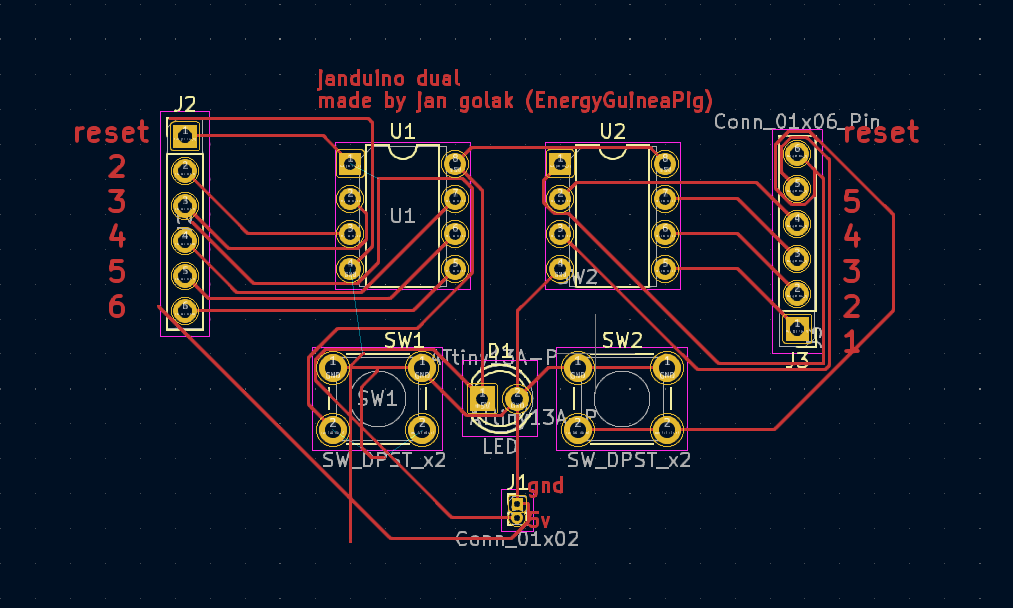 janduino dual
made by jan golak (EnergyGuineaPig)
J2
Conn_01x06_Pin
reset
U1
U2
reset
2
3
4
5
6
U1
5
4
3
2
1
SW2
J3
SW1
D1
SW2
ATtiny13A-P
SW1
ATtiny13A-P
LED
SW_DPST_x2
SW_DPST_x2
J1
gnd
5v
Conn_01x02